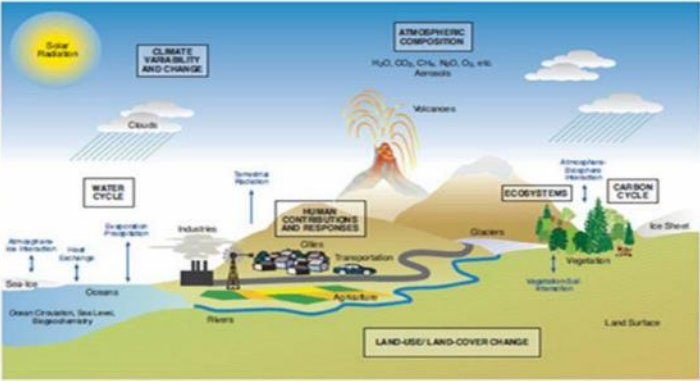 Solar
Radiation
CLIMATE
VARIABILITY
AND CHANGE
ATMOSPHERIC
COMPOSITION
H₂O, CO₂, CH₄, N₂O, O₃, etc.
Aerosols
Volcanoes
Clouds
Terrestrial
Radiation
Atmosphere-
Biosphere
Interaction
WATER
CYCLE
ECOSYSTEMS
CARBON
CYCLE
HUMAN
CONTRIBUTIONS
AND RESPONSES
Evaporation
Precipitation
Industries
Cities
Glaciers
Ice Sheet
Atmosphere-
Ice Interaction
Heat
Exchange
Transportation
Vegetation
Sea-Ice
Oceans
Agriculture
Vegetation-Soil
Interaction
Ocean Circulation, Sea Level,
Biogeochemistry
Rivers
Land Surface
LAND-USE/ LAND-COVER CHANGE